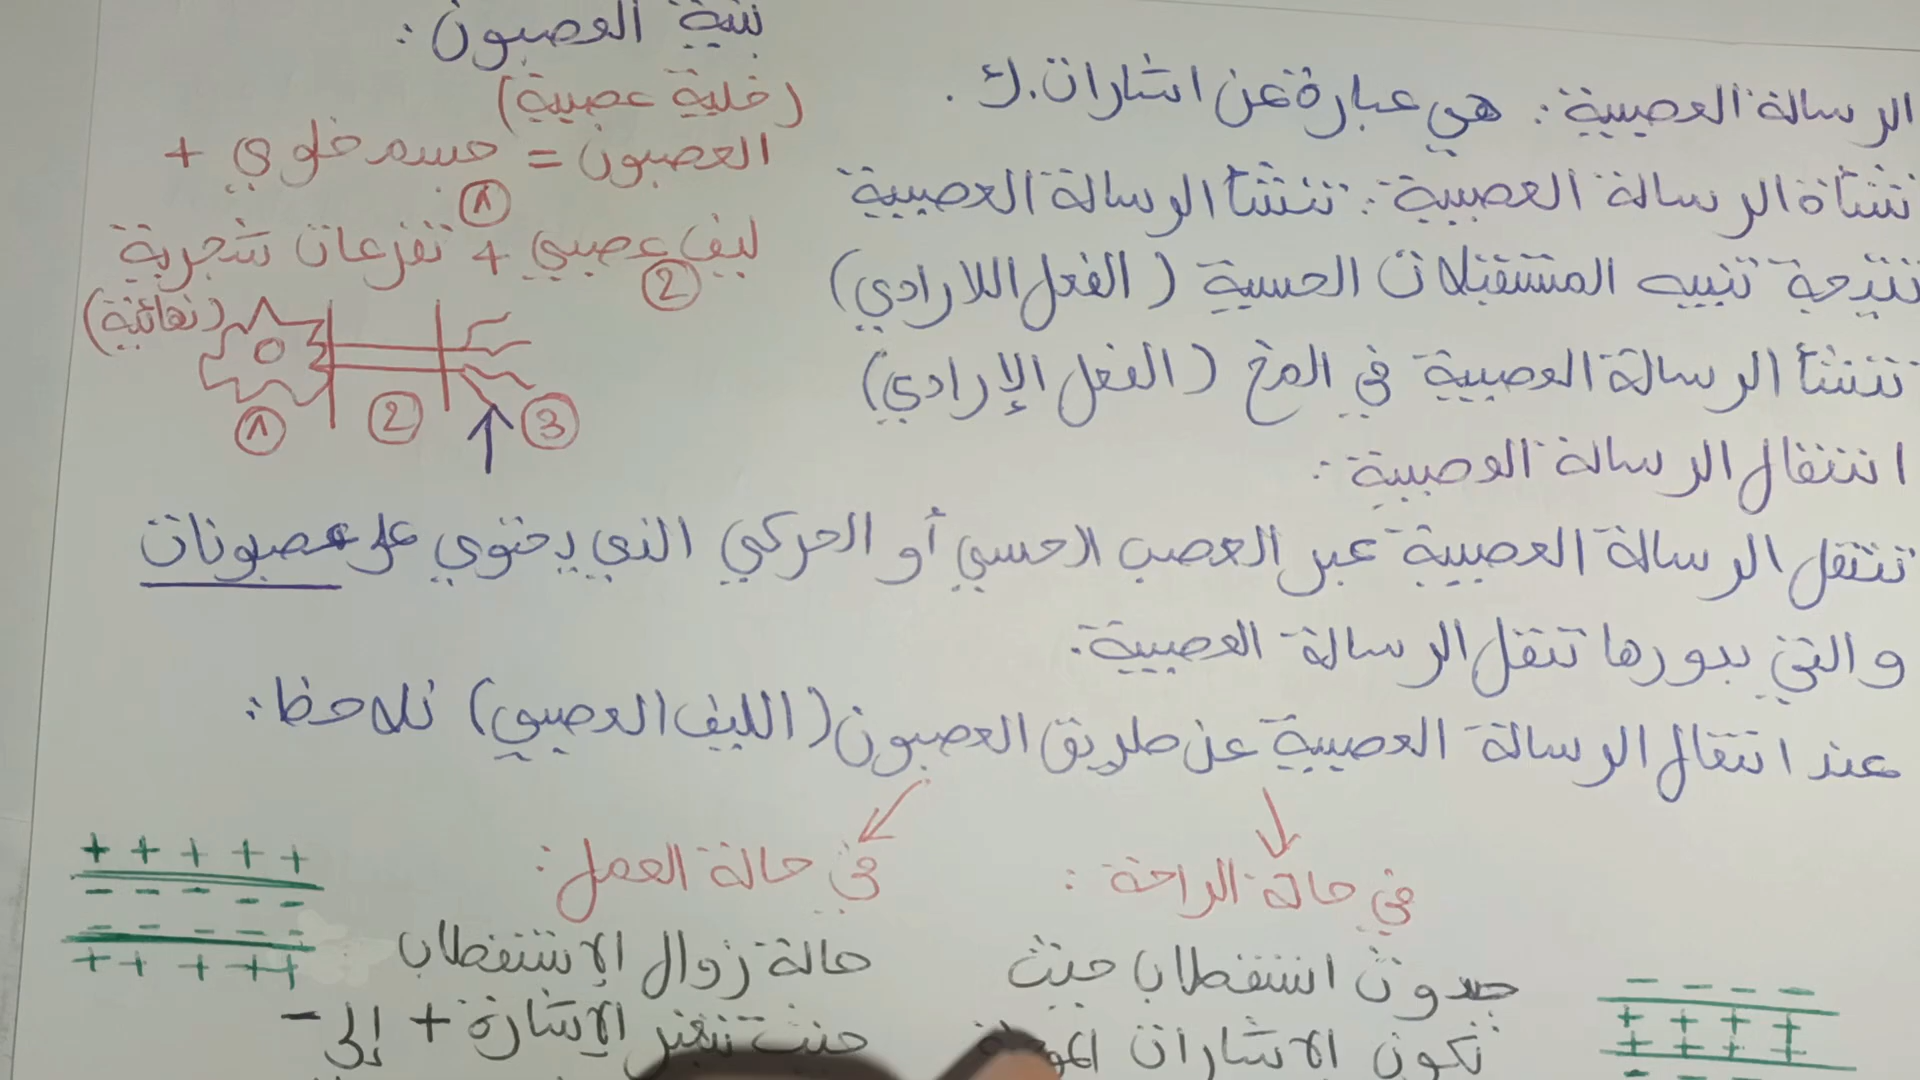 الرسالة العصبية: هي عبارة عن اشارات.ك.
نشأة الرسالة العصبية: تنشأ الرسالة العصبية
نتيجة تنبيه المستقبلات الحسية (الفعل اللارادي)
تنشأ الرسالة العصبية في المخ (الفعل الإرادي)
انتقال الرسالة العصبية:
بنية العصبون:
(خلية عصبية)
العصبون = جسم خلوي +
1
ليف عصبي + تفرعات شجرية
2
(نهائية)
1 2 3
تنتقل الرسالة العصبية عبر العصب الحسي أو الحركي الذي يحتوي على عصبونات
والتي بدورها تنقل الرسالة العصبية.
عند انتقال الرسالة العصبية عن طريق العصبون (الليف العصبي) نلاحظ:
في حالة الراحة:
حدوث استقطاب حيث
تكون الاشارات
- - - -
+ + + +
+ + + +
في حالة العمل:
حالة زوال الإستقطاب
حيث تتغير الإشارة + إلى -
+ + + + +
- - - - -
- - - - -
+ + + + +